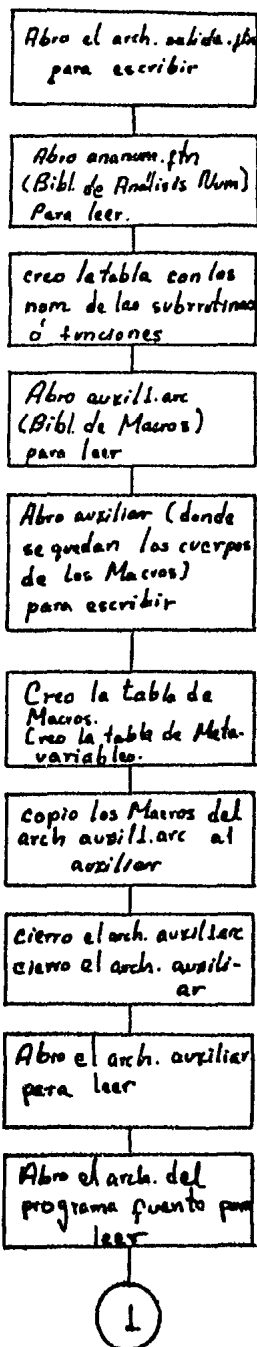 Abro el arch. salida.ftn
para escribir
Abro ananum.ftn
(Bibl. de Análisis Num)
Para leer.
creo la tabla con los
nom de las subrrutinas
ó funciones
Abro auxil1.arc
(Bibl. de Macros)
para leer
Abro auxiliar (donde
se quedan los cuerpos
de los Macros)
para escribir
Creo la tabla de
Macros.
Creo la tabla de Meta-
variables.
copio los Macros del
arch auxil1.arc al
auxiliar
cierro el arch. auxil1.arc
cierro el arch. auxili-
ar
Abro el arch. auxiliar
para leer
Abro el arch. del
programa fuente para
leer
1